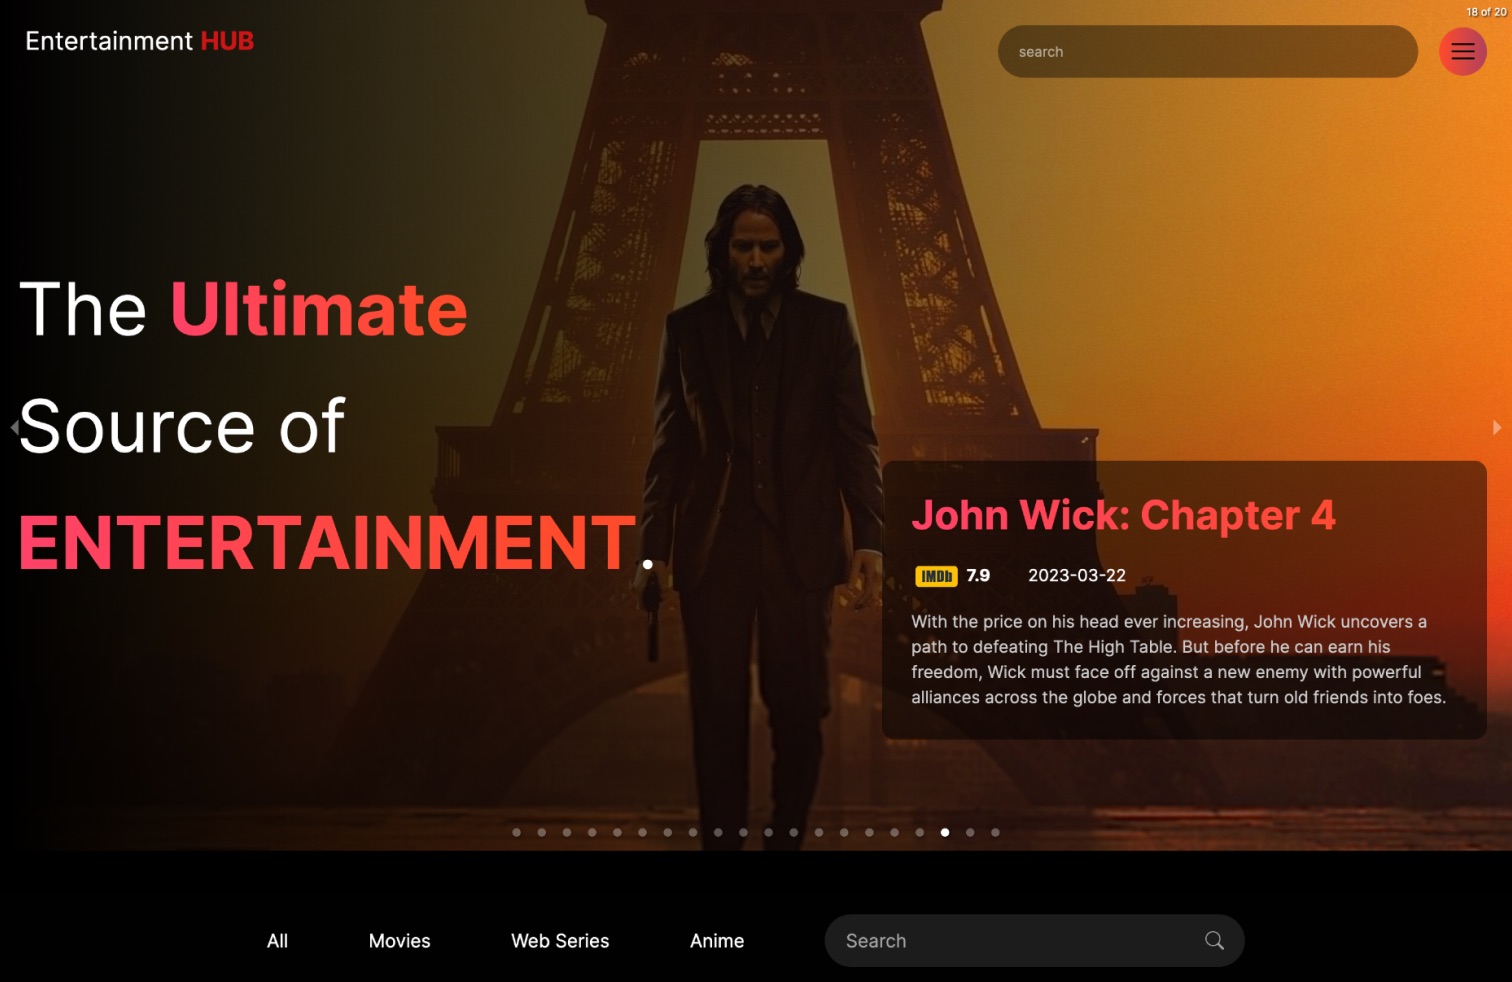 18 of 20
Entertainment HUB
search
The Ultimate
Source of
ENTERTAINMENT.
John Wick: Chapter 4
IMDb 7.9 2023-03-22
With the price on his head ever increasing, John Wick uncovers a
path to defeating The High Table. But before he can earn his
freedom, Wick must face off against a new enemy with powerful
alliances across the globe and forces that turn old friends into foes.
All Movies Web Series Anime Search